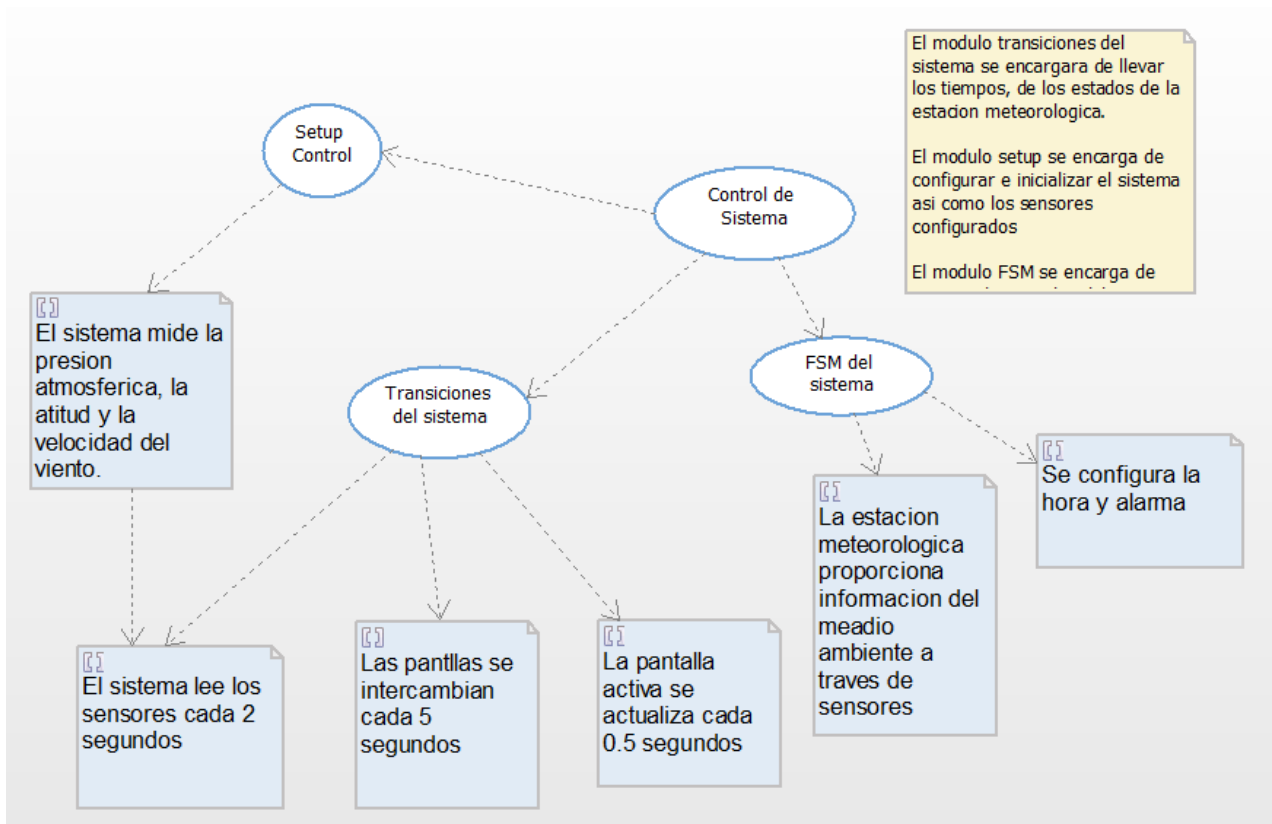 El modulo transiciones del
sistema se encargara de llevar
los tiempos, de los estados de la
estacion meteorologica.
El modulo setup se encarga de
configurar e inicializar el sistema
asi como los sensores
configurados
El modulo FSM se encarga de
Setup
Control
Control de
Sistema
El sistema mide la
presion
atmosferica, la
atitud y la
velocidad del
viento.
Transiciones
del sistema
FSM del
sistema
Se configura la
hora y alarma
La estacion
meteorologica
proporciona
informacion del
meadio
ambiente a
traves de
sensores
El sistema lee los
sensores cada 2
segundos
Las pantllas se
intercambian
cada 5
segundos
La pantalla
activa se
actualiza cada
0.5 segundos